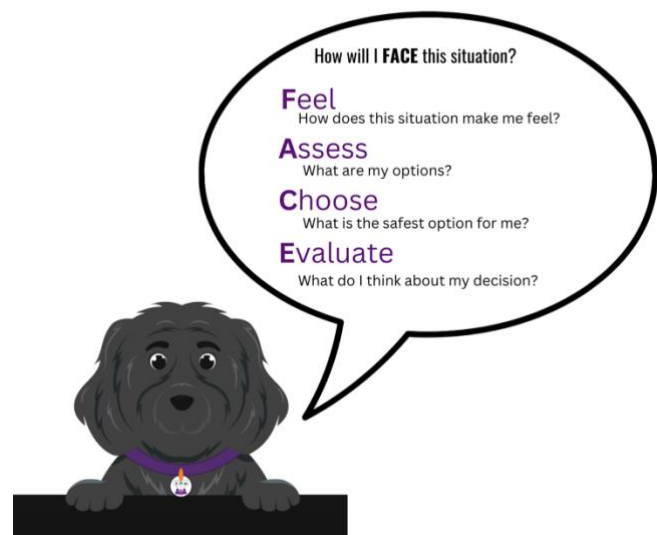 How will I FACE this situation?
Feel
How does this situation make me feel?
Assess
What are my options?
Choose
What is the safest option for me?
Evaluate
What do I think about my decision?